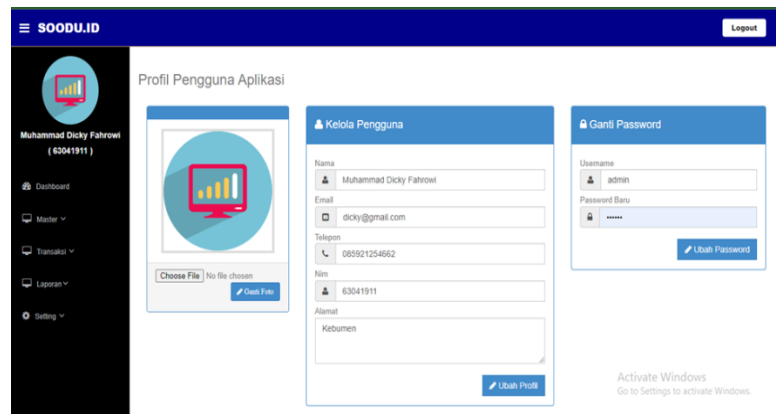 SOODU.ID
Logout
Muhammad Dicky Fahrowi
( 63041911 )
Dashboard
Master
Transaksi
Laporan
Setting
Profil Pengguna Aplikasi
Choose File No file chosen
Ganti Foto
Kelola Pengguna
Nama
Muhammad Dicky Fahrowi
Email
dicky@gmail.com
Telepon
085921254662
Nim
63041911
Alamat
Kebumen
Ubah Profil
Ganti Password
Username
admin
Password Baru
••••••
Ubah Password
Activate Windows
Go to Settings to activate Windows.